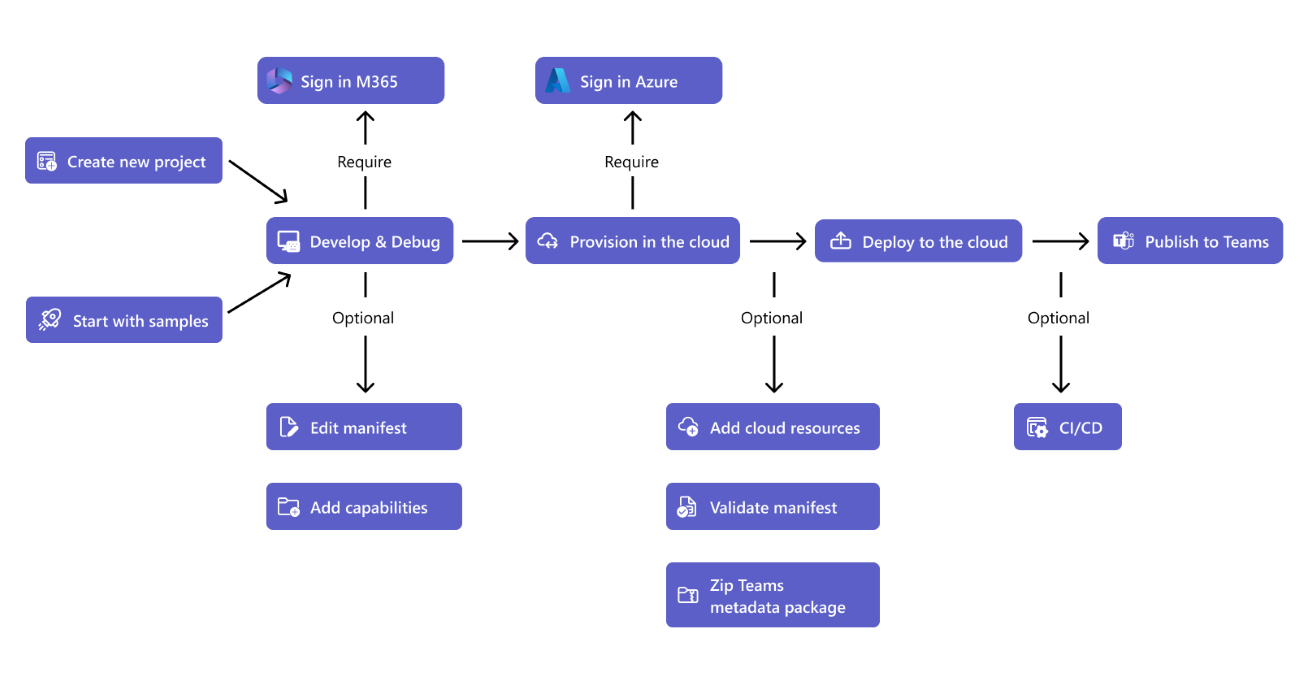 Sign in M365
Sign in Azure
Create new project
Require
Require
Develop & Debug
Provision in the cloud
Deploy to the cloud
Publish to Teams
Start with samples
Optional
Optional
Optional
Edit manifest
Add cloud resources
CI/CD
Add capabilities
Validate manifest
Zip Teams
metadata package